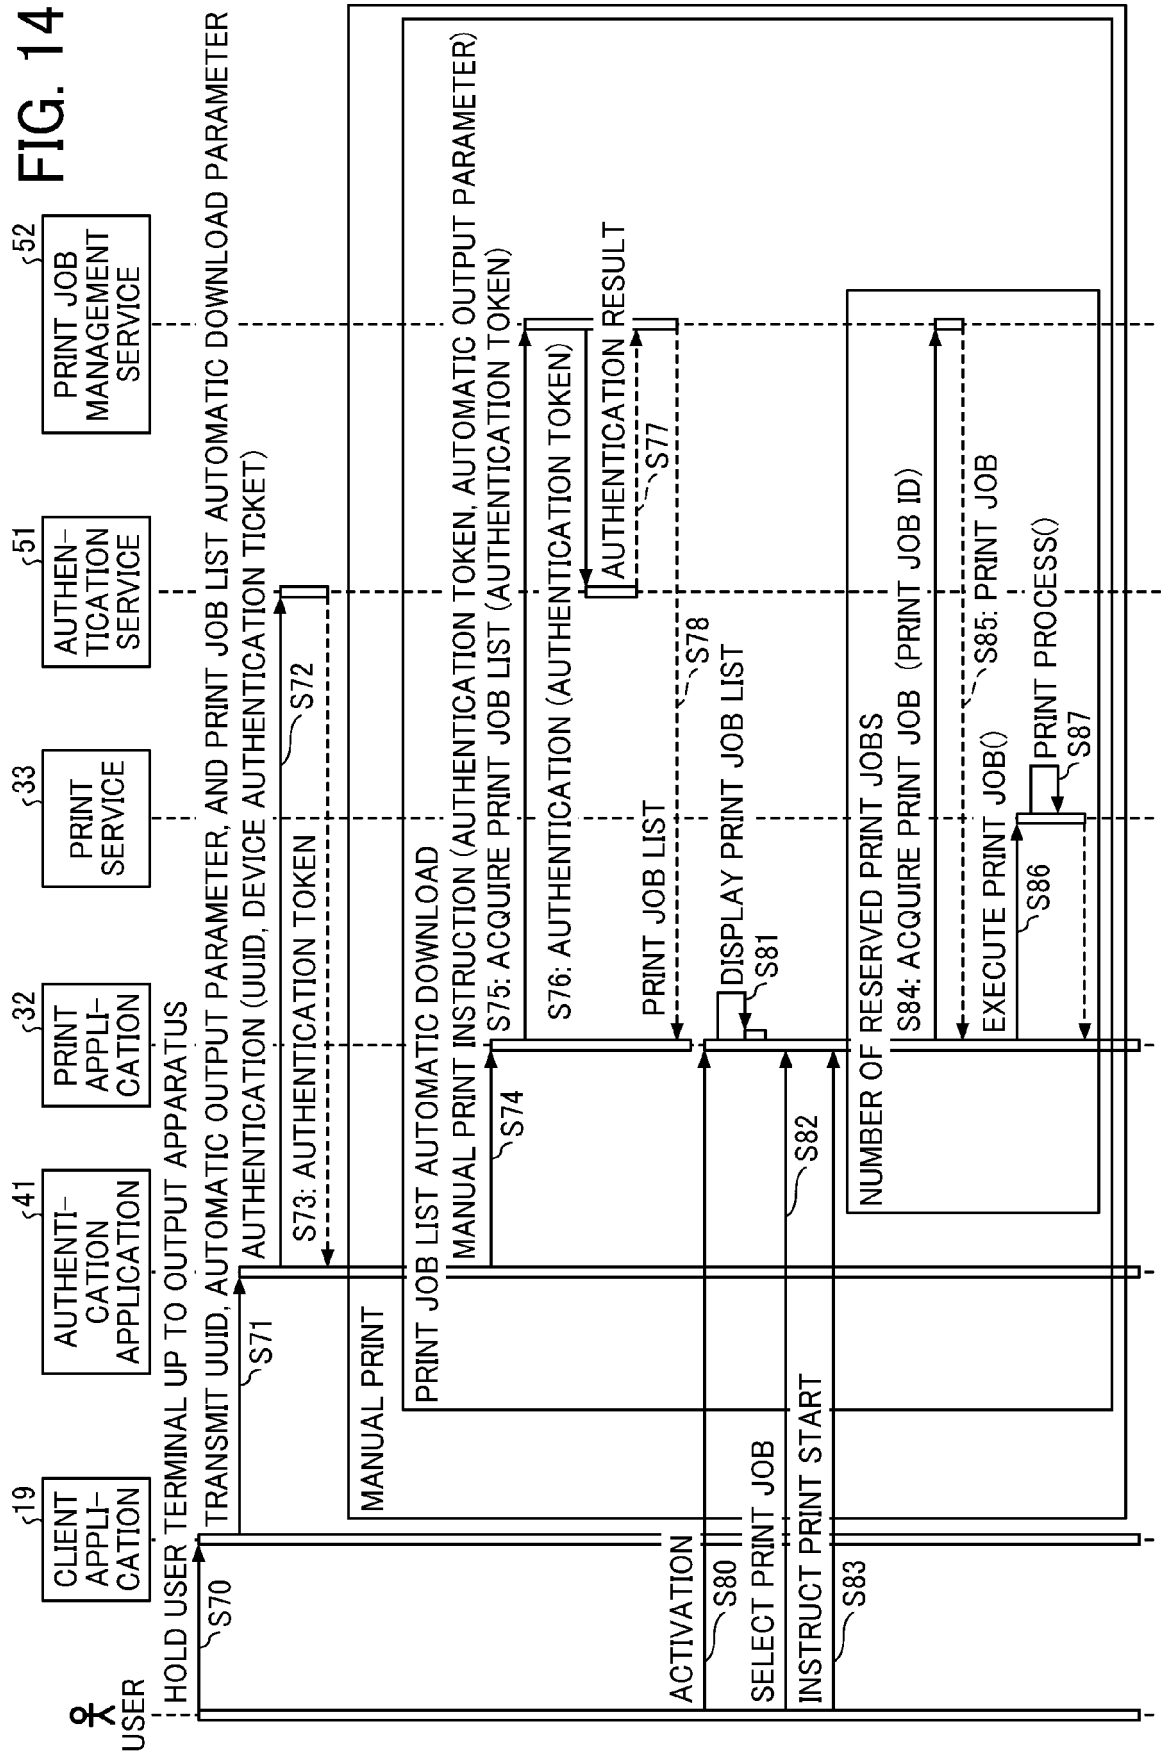 FIG. 14
USER
19
CLIENT
APPLI-
CATION
41
AUTHENTI-
CATION
APPLICATION
32
PRINT
APPLI-
CATION
33
PRINT
SERVICE
51
AUTHEN-
TICATION
SERVICE
52
PRINT JOB
MANAGEMENT
SERVICE
HOLD USER TERMINAL UP TO OUTPUT APPARATUS
S70
TRANSMIT UUID, AUTOMATIC OUTPUT PARAMETER, AND PRINT JOB LIST AUTOMATIC DOWNLOAD PARAMETER
S71
AUTHENTICATION (UUID, DEVICE AUTHENTICATION TICKET)
S72
S73: AUTHENTICATION TOKEN
MANUAL PRINT
PRINT JOB LIST AUTOMATIC DOWNLOAD
MANUAL PRINT INSTRUCTION (AUTHENTICATION TOKEN, AUTOMATIC OUTPUT PARAMETER)
S74
S75: ACQUIRE PRINT JOB LIST (AUTHENTICATION TOKEN)
S76: AUTHENTICATION (AUTHENTICATION TOKEN)
AUTHENTICATION RESULT
S77
PRINT JOB LIST
S78
ACTIVATION
S80
DISPLAY PRINT JOB LIST
S81
SELECT PRINT JOB
S82
INSTRUCT PRINT START
S83
NUMBER OF RESERVED PRINT JOBS
S84: ACQUIRE PRINT JOB (PRINT JOB ID)
S85: PRINT JOB
EXECUTE PRINT JOB()
S86
PRINT PROCESS()
S87